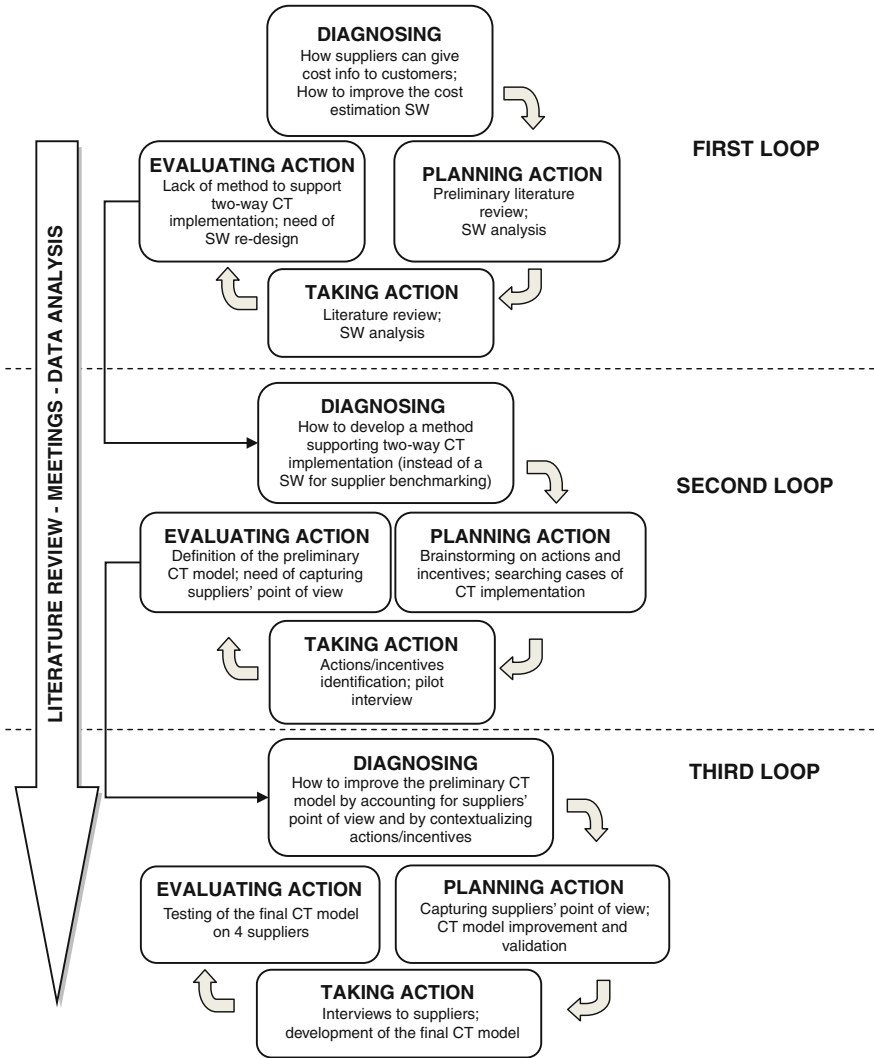 DIAGNOSING
How suppliers can give
cost info to customers;
How to improve the cost
estimation SW
FIRST LOOP
EVALUATING ACTION
Lack of method to support
two-way CT
implementation; need of
SW re-design
PLANNING ACTION
Preliminary literature
review;
SW analysis
TAKING ACTION
Literature review;
SW analysis
LITERATURE REVIEW - MEETINGS - DATA ANALYSIS
DIAGNOSING
How to develop a method
supporting two-way CT
implementation (instead of a
SW for supplier benchmarking)
SECOND LOOP
EVALUATING ACTION
Definition of the preliminary
CT model; need of capturing
suppliers' point of view
PLANNING ACTION
Brainstorming on actions and
incentives; searching cases of
CT implementation
TAKING ACTION
Actions/incentives
identification; pilot
interview
DIAGNOSING
How to improve the preliminary CT
model by accounting for suppliers'
point of view and by contextualizing
actions/incentives
THIRD LOOP
EVALUATING ACTION
Testing of the final CT model
on 4 suppliers
PLANNING ACTION
Capturing suppliers' point of view;
CT model improvement and
validation
TAKING ACTION
Interviews to suppliers;
development of the final CT model